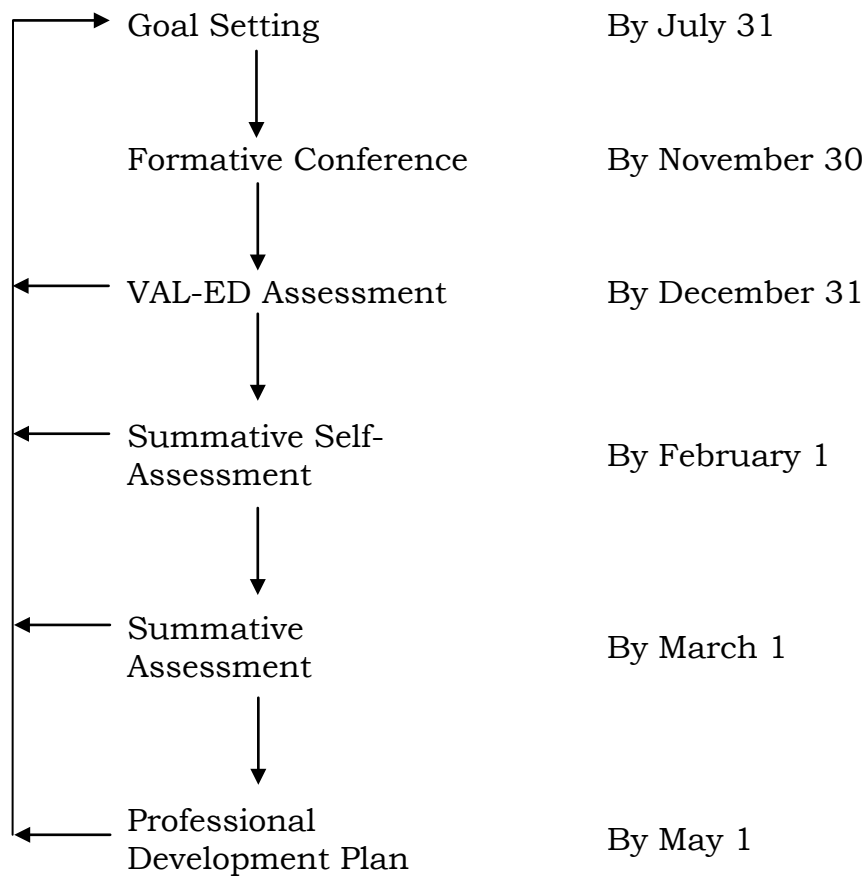 Goal Setting By July 31
Formative Conference By November 30
VAL-ED Assessment By December 31
Summative Self-
Assessment
By February 1
Summative
Assessment
By March 1
Professional
Development Plan
By May 1